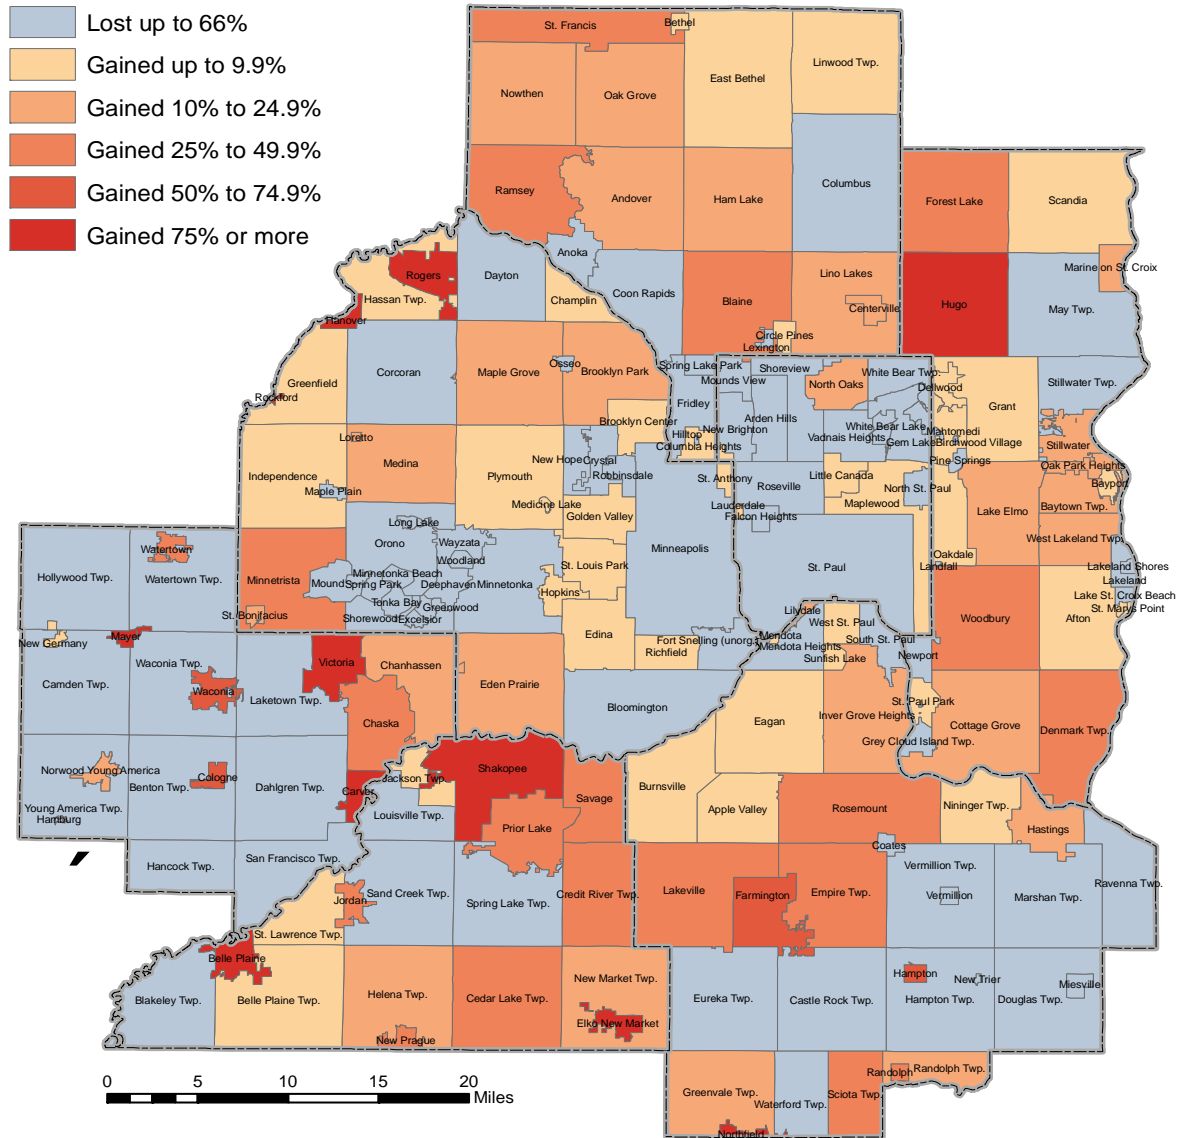 Lost up to 66%
Gained up to 9.9%
Gained 10% to 24.9%
Gained 25% to 49.9%
Gained 50% to 74.9%
Gained 75% or more
St. Francis
Bethel
East Bethel
Linwood Twp.
Nowthen
Oak Grove
Columbus
Ramsey
Andover
Ham Lake
Forest Lake
Scandia
Anoka
Rogers
Dayton
Hassan Twp.
Coon Rapids
Blaine
Lino Lakes
Centerville
Marine on St. Croix
Hugo
May Twp.
Champlin
Hanover
Circle Pines
Lexington
Greenfield
Corcoran
Maple Grove
Osseo
Brooklyn Park
Spring Lake Park
Mounds View
Shoreview
White Bear Twp.
North Oaks
Dellwood
Stillwater Twp.
Rockford
Fridley
Arden Hills
Grant
Brooklyn Center
New Brighton
White Bear Lake
Mahtomedi
Hilltop
Columbia Heights
Vadnais Heights
Gem Lake
Birchwood Village
Loretto
Medina
Stillwater
Oak Park Heights
Independence
Plymouth
New Hope
Crystal
Robbinsdale
Pine Springs
Maple Plain
St. Anthony
Roseville
Little Canada
North St. Paul
Bayport
Medicine Lake
Golden Valley
Lauderdale
Falcon Heights
Maplewood
Lake Elmo
Baytown Twp.
Long Lake
Orono
Wayzata
Woodland
West Lakeland Twp.
Watertown
Hollywood Twp.
Watertown Twp.
Minnetrista
Mound
Minnetonka Beach
Spring Park
Deephaven
Minnetonka
St. Louis Park
Minneapolis
St. Paul
Oakdale
Landfall
Lakeland Shores
Lakeland
Hopkins
Tonka Bay
Greenwood
Lake St. Croix Beach
St. Marys Point
St. Bonifacius
Shorewood
Excelsior
Lilydale
West St. Paul
Woodbury
Afton
New Germany
Mayer
Edina
Fort Snelling (unorg.)
Richfield
Mendota
Mendota Heights
South St. Paul
Sunfish Lake
Newport
Waconia Twp.
Victoria
Chanhassen
Camden Twp.
Waconia
Laketown Twp.
Eden Prairie
Bloomington
Eagan
Inver Grove Heights
St. Paul Park
Chaska
Cottage Grove
Denmark Twp.
Grey Cloud Island Twp.
Norwood Young America
Cologne
Benton Twp.
Dahlgren Twp.
Carver
Jackson Twp.
Shakopee
Savage
Burnsville
Apple Valley
Rosemount
Nininger Twp.
Young America Twp.
Hamburg
Louisville Twp.
Prior Lake
Hastings
Coates
Hancock Twp.
San Francisco Twp.
Sand Creek Twp.
Spring Lake Twp.
Credit River Twp.
Lakeville
Farmington
Empire Twp.
Vermillion Twp.
Vermillion
Marshan Twp.
Ravenna Twp.
Jordan
St. Lawrence Twp.
Belle Plaine
Blakeley Twp.
Belle Plaine Twp.
Helena Twp.
Cedar Lake Twp.
New Market Twp.
Elko New Market
New Prague
Eureka Twp.
Castle Rock Twp.
Hampton
Hampton Twp.
New Trier
Douglas Twp.
Miesville
Greenvale Twp.
Waterford Twp.
Sciota Twp.
Randolph
Randolph Twp.
Northfield
0 5 10 15 20
Miles